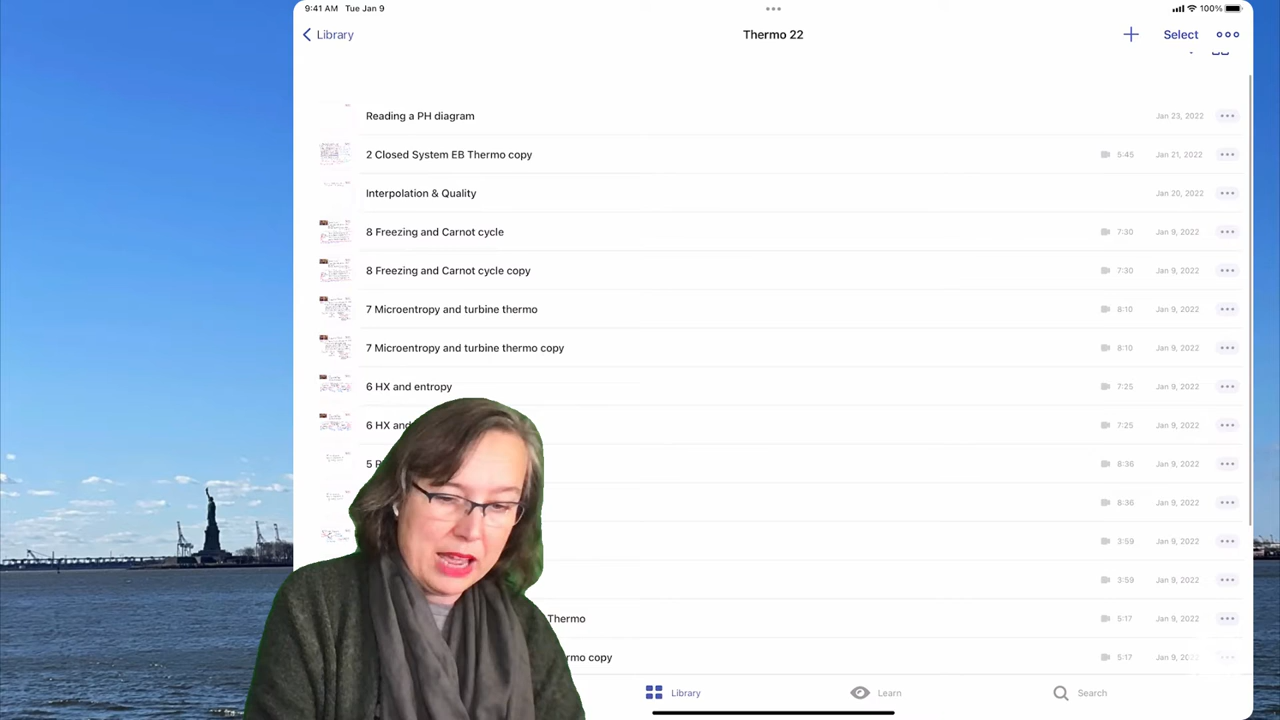 9:41 AM Tue Jan 9 100%
Library Thermo 22 Select
Reading a PH diagram Jan 23, 2022
2 Closed System EB Thermo copy 5:45 Jan 21, 2022
Interpolation & Quality Jan 20, 2022
8 Freezing and Carnot cycle 7:30 Jan 9, 2022
8 Freezing and Carnot cycle copy 7:30 Jan 9, 2022
7 Microentropy and turbine thermo 8:10 Jan 9, 2022
7 Microentropy and turbine thermo copy 8:10 Jan 9, 2022
6 HX and entropy 7:25 Jan 9, 2022
6 HX and 7:25 Jan 9, 2022
5 8:36 Jan 9, 2022
8:36 Jan 9, 2022
3:59 Jan 9, 2022
3:59 Jan 9, 2022
Thermo 5:17 Jan 9, 2022
copy 5:17 Jan 9, 2022
Library Learn Search